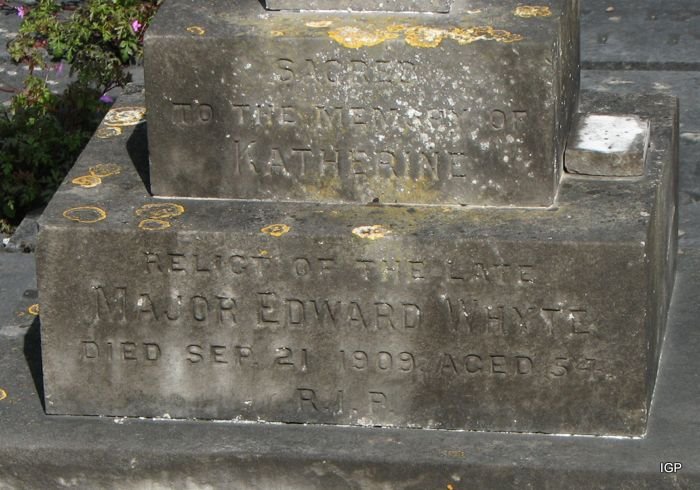 SACRED
TO THE MEMORY OF
KATHERINE
RELICT OF THE LATE
MAJOR EDWARD WHYTE
DIED SEP. 21 1909. AGED 54.
R.I.P.
IGP